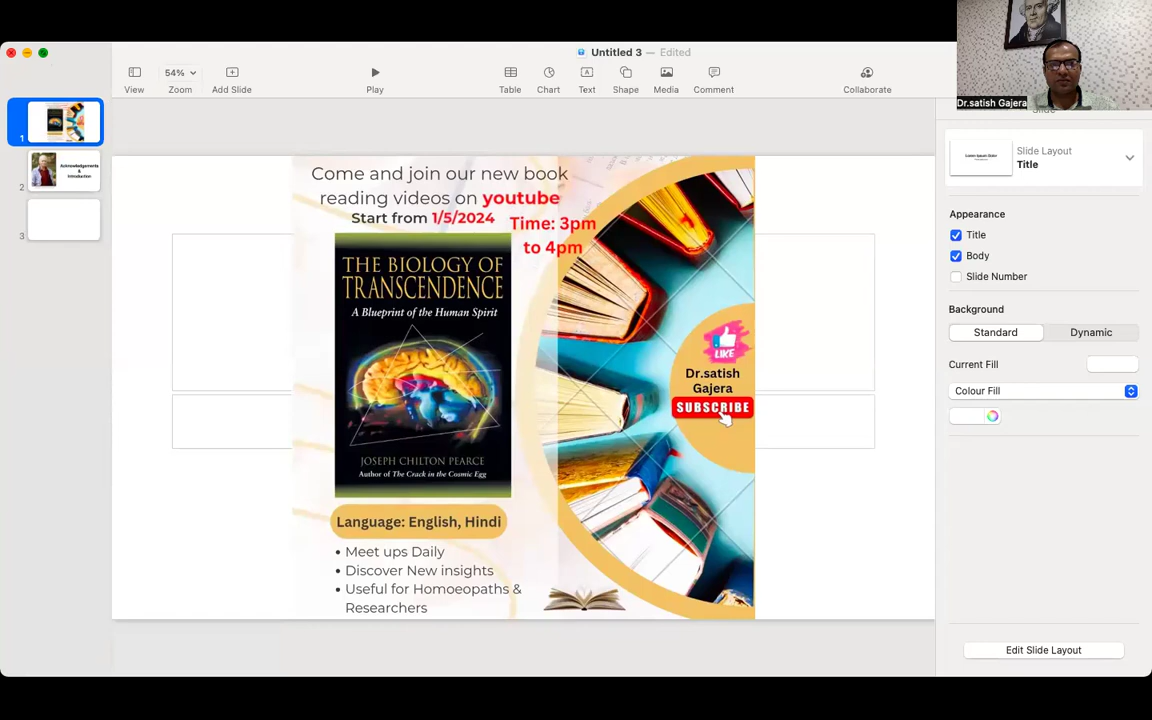 Untitled 3 — Edited
54%
View
Zoom
Add Slide
Play
Table
Chart
Text
Shape
Media
Comment
Collaborate
Dr.satish Gajera
1
2
3
Acknowledgements
&
Introduction
Come and join our new book
reading videos on youtube
Start from 1/5/2024
Time: 3pm
to 4pm
THE BIOLOGY OF
TRANSCENDENCE
A Blueprint of the Human Spirit
JOSEPH CHILTON PEARCE
Author of The Crack in the Cosmic Egg
LIKE
Dr.satish
Gajera
SUBSCRIBE
Language: English, Hindi
• Meet ups Daily
• Discover New insights
• Useful for Homoeopaths &
Researchers
Slide Layout
Title
Appearance
Title
Body
Slide Number
Background
Standard
Dynamic
Current Fill
Colour Fill
Edit Slide Layout